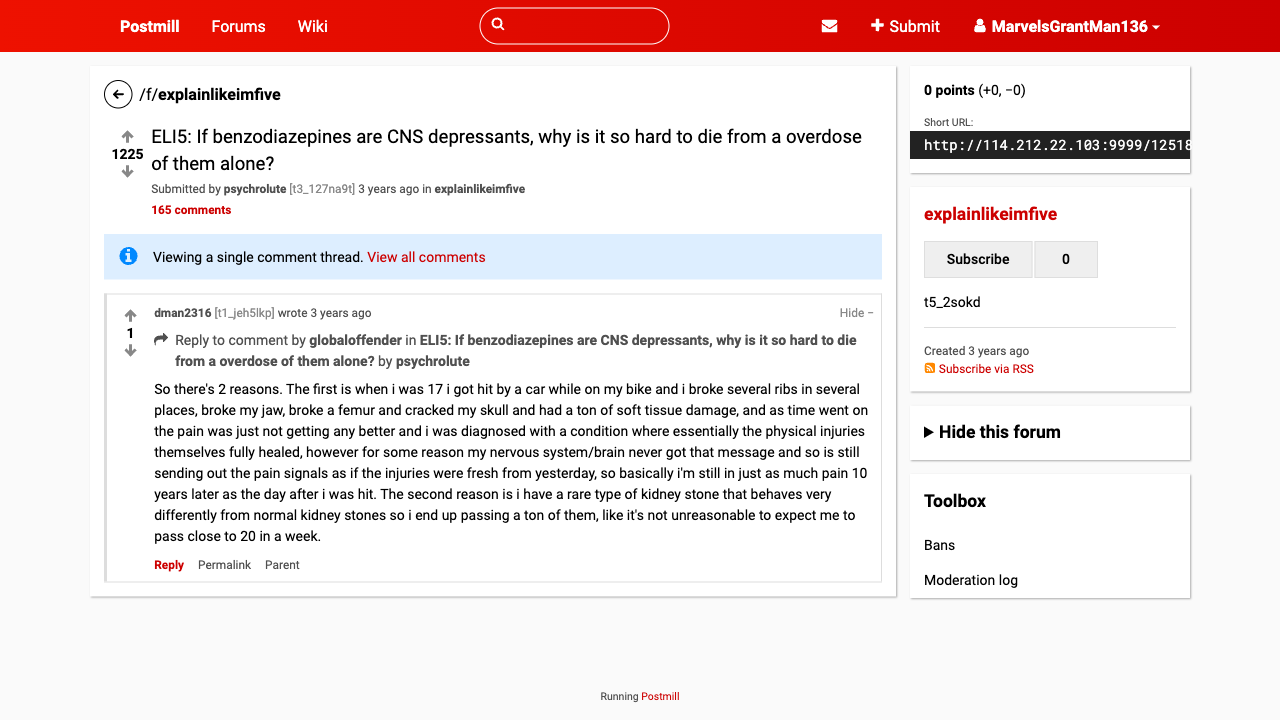 Postmill Forums Wiki Submit MarvelsGrantMan136
/f/explainlikeimfive
ELI5: If benzodiazepines are CNS depressants, why is it so hard to die from a overdose
of them alone?
1225
Submitted by psychrolute [t3_127na9t] 3 years ago in explainlikeimfive
165 comments
Viewing a single comment thread. View all comments
dman2316 [t1_jeh5lkp] wrote 3 years ago Hide −
1
Reply to comment by globaloffender in ELI5: If benzodiazepines are CNS depressants, why is it so hard to die
from a overdose of them alone? by psychrolute
So there's 2 reasons. The first is when i was 17 i got hit by a car while on my bike and i broke several ribs in several
places, broke my jaw, broke a femur and cracked my skull and had a ton of soft tissue damage, and as time went on
the pain was just not getting any better and i was diagnosed with a condition where essentially the physical injuries
themselves fully healed, however for some reason my nervous system/brain never got that message and so is still
sending out the pain signals as if the injuries were fresh from yesterday, so basically i'm still in just as much pain 10
years later as the day after i was hit. The second reason is i have a rare type of kidney stone that behaves very
differently from normal kidney stones so i end up passing a ton of them, like it's not unreasonable to expect me to
pass close to 20 in a week.
Reply Permalink Parent
0 points (+0, −0)
Short URL:
http://114.212.22.103:9999/12518
explainlikeimfive
Subscribe 0
t5_2sokd
Created 3 years ago
Subscribe via RSS
Hide this forum
Toolbox
Bans
Moderation log
Running Postmill